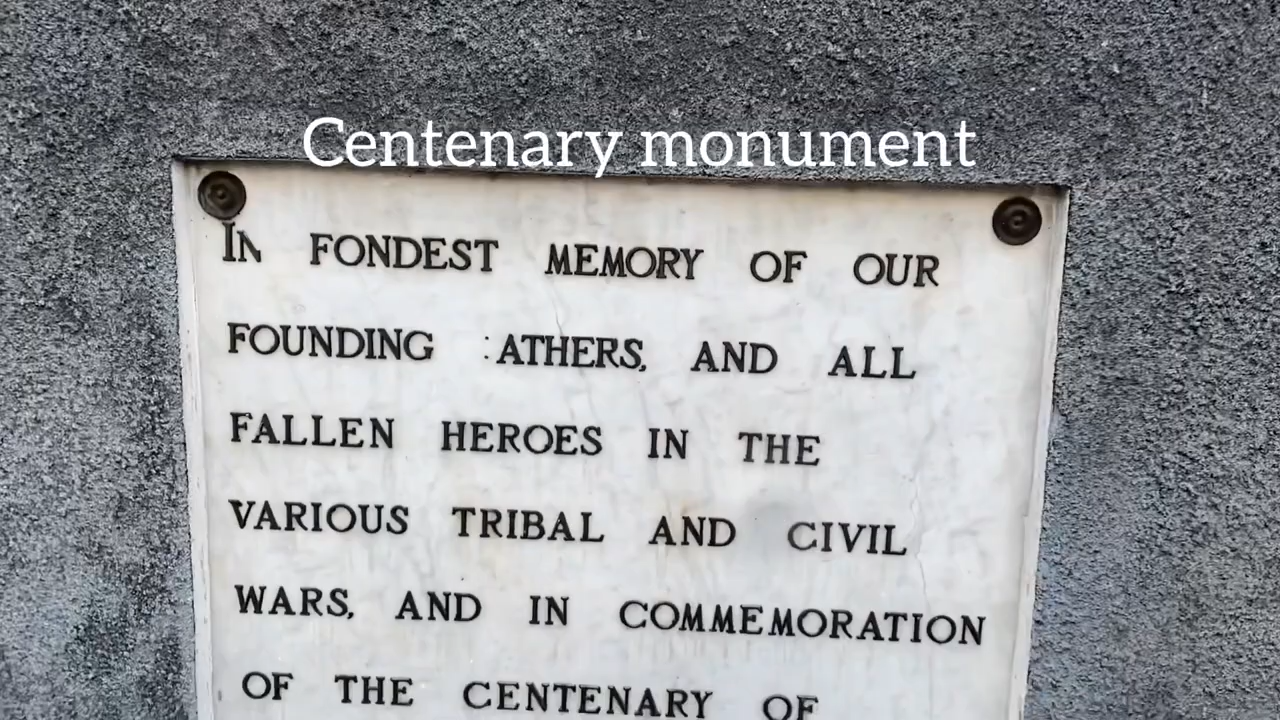 Centenary monument
IN FONDEST MEMORY OF OUR
FOUNDING :ATHERS, AND ALL
FALLEN HEROES IN THE
VARIOUS TRIBAL AND CIVIL
WARS, AND IN COMMEMORATION
OF THE CENTENARY OF